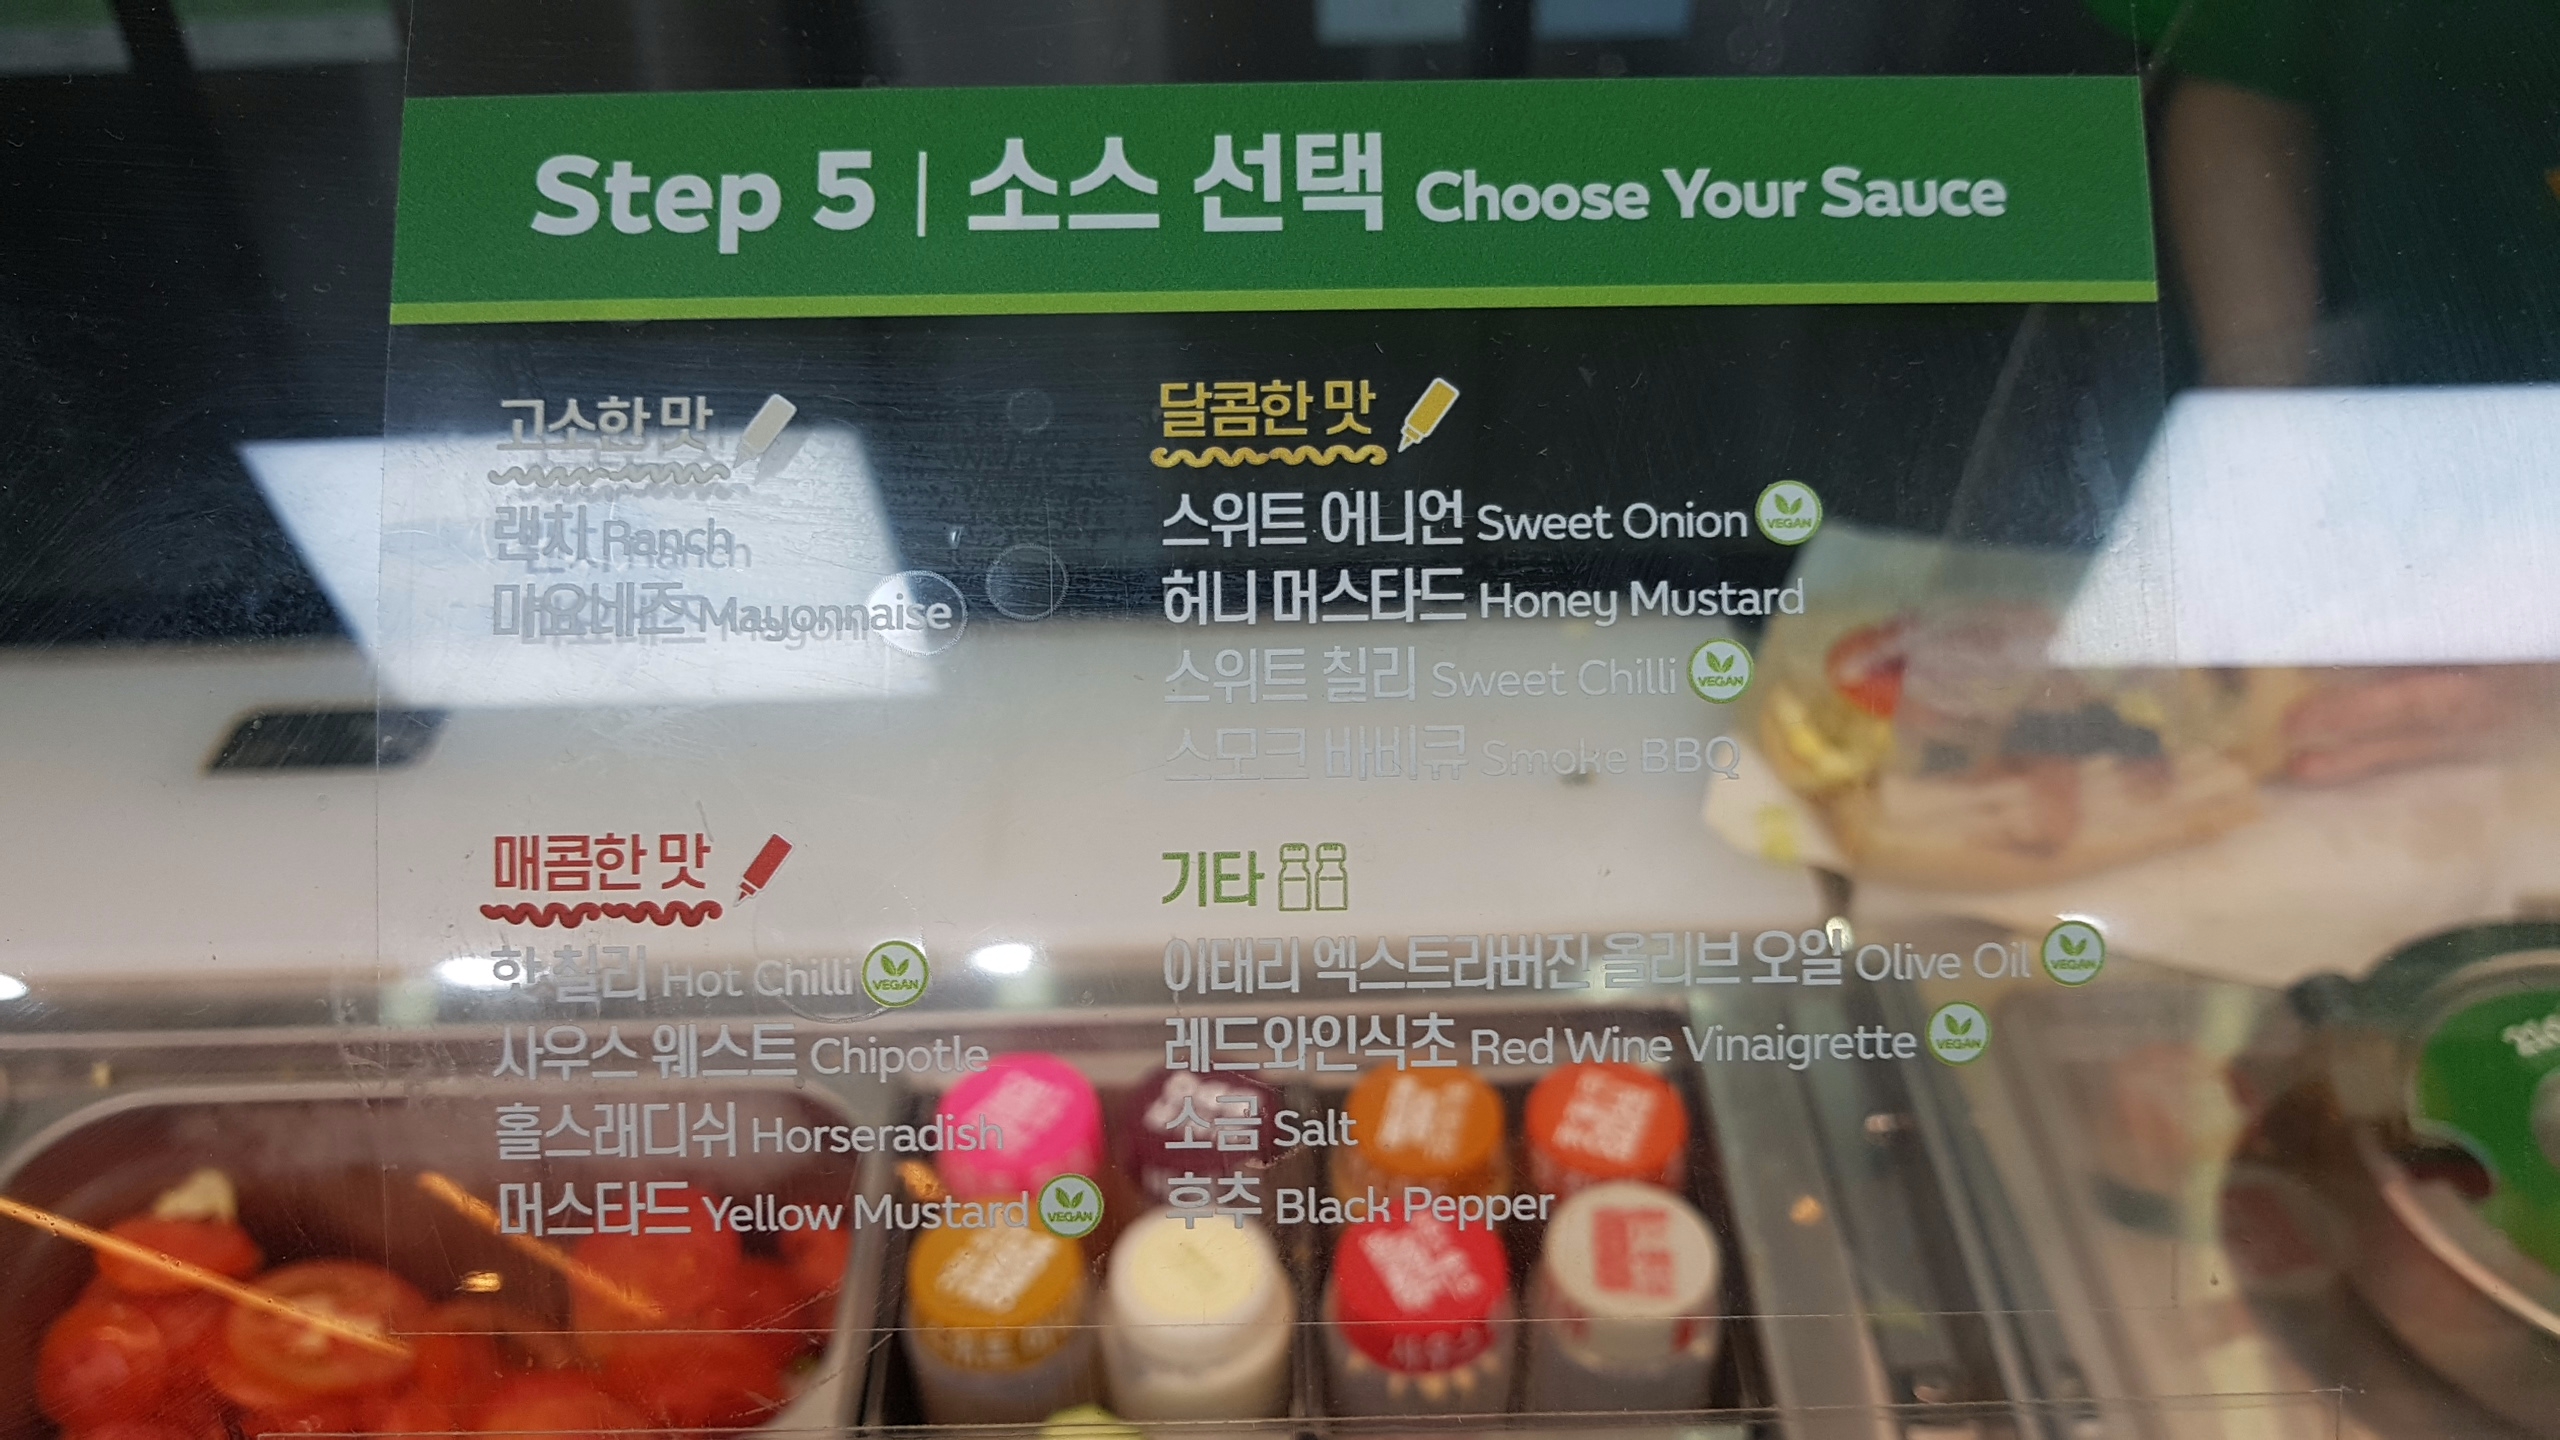 Step 5 | 소스 선택 Choose Your Sauce
고소한 맛
랜치 Ranch
마요네즈 Mayonnaise
달콤한 맛
스위트 어니언 Sweet Onion VEGAN
허니 머스타드 Honey Mustard
스위트 칠리 Sweet Chilli VEGAN
스모크 바비큐 Smoke BBQ
매콤한 맛
핫 칠리 Hot Chilli VEGAN
사우스 웨스트 Chipotle
홀스래디쉬 Horseradish
머스타드 Yellow Mustard VEGAN
기타
이태리 엑스트라버진 올리브 오일 Olive Oil VEGAN
레드와인식초 Red Wine Vinaigrette VEGAN
소금 Salt
후추 Black Pepper